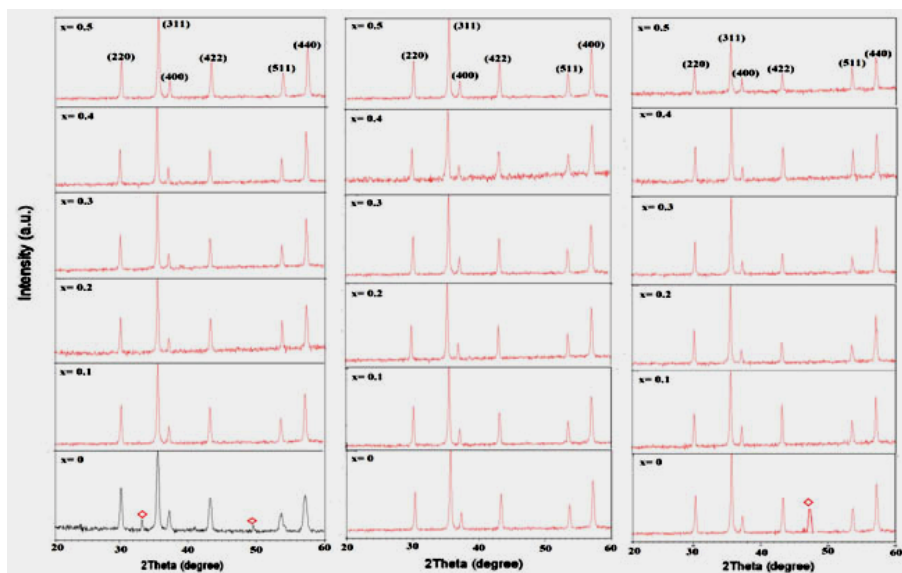 x= 0.5
(220)
(311)
(400)
(422)
(511)
(440)
x= 0.4
x= 0.3
x= 0.2
x= 0.1
x= 0
20 30 40 50 60
2Theta (degree)
Intensity (a.u.)
x= 0.5
(220)
(311)
(400)
(422)
(511)
(400)
x= 0.4
x= 0.3
x= 0.2
x= 0.1
x= 0
20 30 40 50 60
2Theta (degree)
x= 0.5
(220)
(311)
(400)
(422)
(511)
(440)
x= 0.4
x= 0.3
x= 0.2
x= 0.1
x= 0
20 30 40 50 60
2Theta (degree)